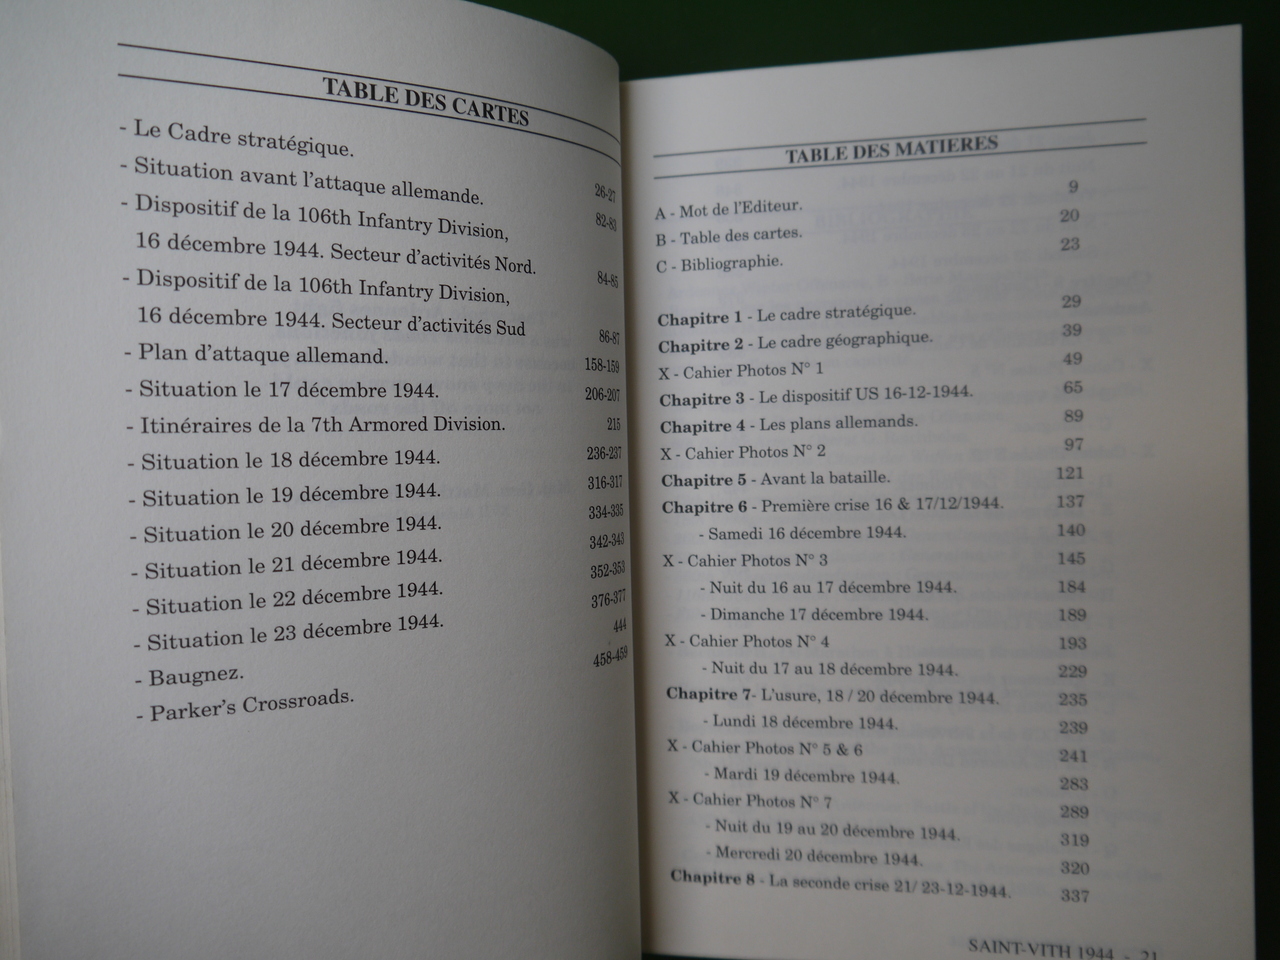 TABLE DES CARTES
- Le Cadre stratégique. 26-27
- Situation avant l'attaque allemande. 82-83
- Dispositif de la 106th Infantry Division,
16 décembre 1944. Secteur d'activités Nord. 84-85
- Dispositif de la 106th Infantry Division,
16 décembre 1944. Secteur d'activités Sud 86-87
- Plan d'attaque allemand. 158-159
- Situation le 17 décembre 1944. 206-207
- Itinéraires de la 7th Armored Division. 215
- Situation le 18 décembre 1944. 236-237
- Situation le 19 décembre 1944. 316-317
- Situation le 20 décembre 1944. 334-335
- Situation le 21 décembre 1944. 342-343
- Situation le 22 décembre 1944. 352-353
- Situation le 23 décembre 1944. 376-377
- Baugnez. 444
- Parker's Crossroads. 458-459
TABLE DES MATIERES
A - Mot de l'Editeur. 9
B - Table des cartes. 20
C - Bibliographie. 23
Chapitre 1 - Le cadre stratégique. 29
Chapitre 2 - Le cadre géographique. 39
X - Cahier Photos N° 1 49
Chapitre 3 - Le dispositif US 16-12-1944. 65
Chapitre 4 - Les plans allemands. 89
X - Cahier Photos N° 2 97
Chapitre 5 - Avant la bataille. 121
Chapitre 6 - Première crise 16 & 17/12/1944. 137
- Samedi 16 décembre 1944. 140
X - Cahier Photos N° 3 145
- Nuit du 16 au 17 décembre 1944. 184
- Dimanche 17 décembre 1944. 189
X - Cahier Photos N° 4 193
- Nuit du 17 au 18 décembre 1944. 229
Chapitre 7- L'usure, 18 / 20 décembre 1944. 235
- Lundi 18 décembre 1944. 239
X - Cahier Photos N° 5 & 6 241
- Mardi 19 décembre 1944. 283
X - Cahier Photos N° 7 289
- Nuit du 19 au 20 décembre 1944. 319
- Mercredi 20 décembre 1944. 320
Chapitre 8 - La seconde crise 21/ 23-12-1944. 337
SAINT-VITH 1944 - 21